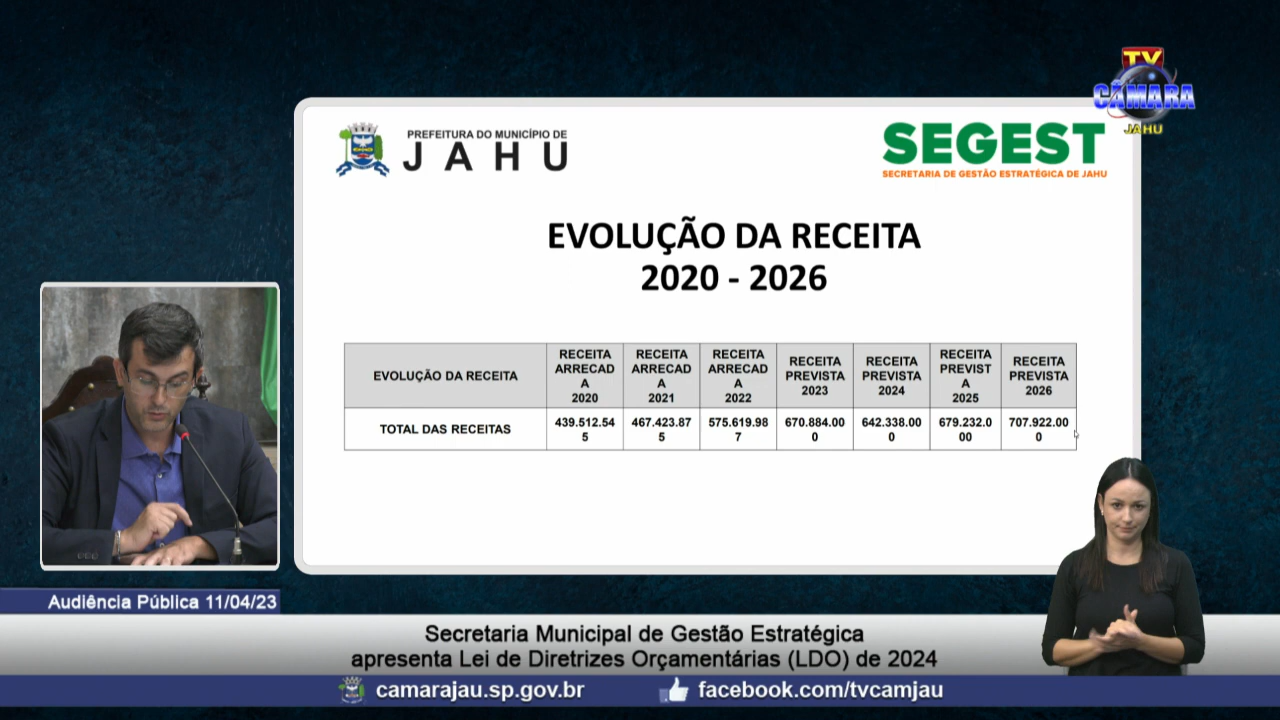 TV
CÂMARA
JAHU
PREFEITURA DO MUNICÍPIO DE
JAHU
SEGEST
SECRETARIA DE GESTÃO ESTRATÉGICA DE JAHU
EVOLUÇÃO DA RECEITA
2020 - 2026
EVOLUÇÃO DA RECEITA
RECEITA
ARRECAD
A
2020
RECEITA
ARRECAD
A
2021
RECEITA
ARRECAD
A
2022
RECEITA
PREVISTA
2023
RECEITA
PREVISTA
2024
RECEITA
PREVIST
A
2025
RECEITA
PREVISTA
2026
TOTAL DAS RECEITAS
439.512.54
5
467.423.87
5
575.619.98
7
670.884.00
0
642.338.00
0
679.232.0
00
707.922.00
0
Audiência Pública 11/04/23
Secretaria Municipal de Gestão Estratégica
apresenta Lei de Diretrizes Orçamentárias (LDO) de 2024
camarajau.sp.gov.br
facebook.com/tvcamjau